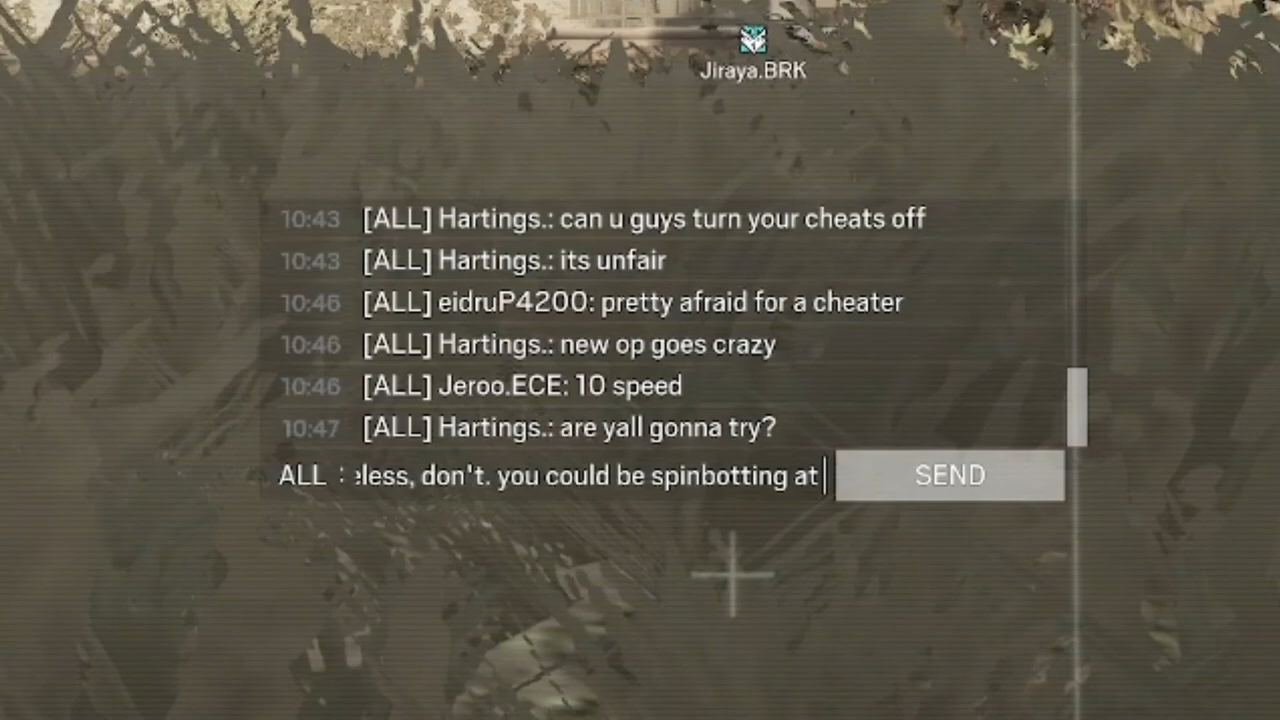 Jiraya.BRK
10:43 [ALL] Hartings.: can u guys turn your cheats off
10:43 [ALL] Hartings.: its unfair
10:46 [ALL] eidruP4200: pretty afraid for a cheater
10:46 [ALL] Hartings.: new op goes crazy
10:46 [ALL] Jeroo.ECE: 10 speed
10:47 [ALL] Hartings.: are yall gonna try?
ALL : eless, don't. you could be spinbotting at
SEND